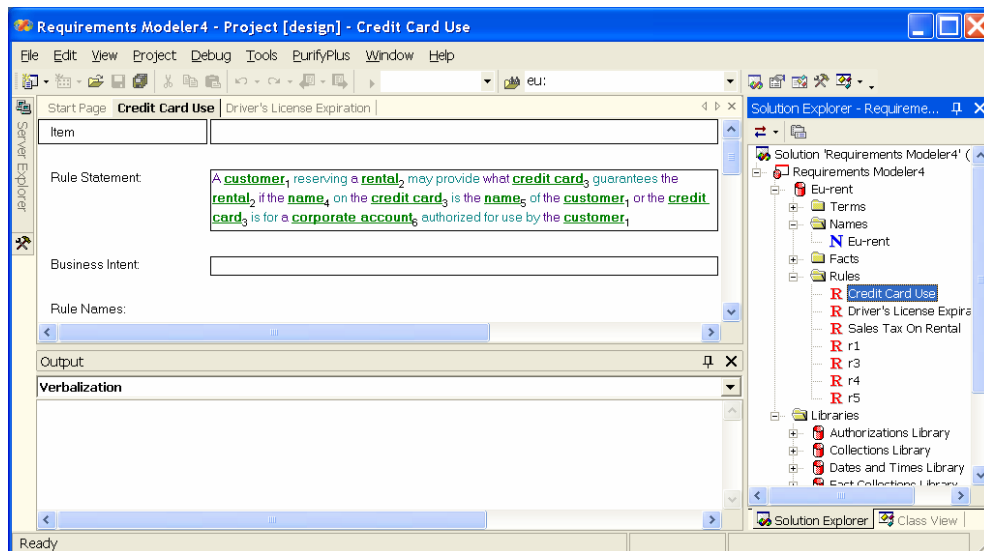 Requirements Modeler4 - Project [design] - Credit Card Use
File Edit View Project Debug Tools PurifyPlus Window Help
eu:
Start Page Credit Card Use Driver's License Expiration
Server Explorer
Item
Rule Statement: A customer1 reserving a rental2 may provide what credit card3 guarantees the
rental2 if the name4 on the credit card3 is the name5 of the customer1 or the credit
card3 is for a corporate account6 authorized for use by the customer1
Business Intent:
Rule Names:
Output
Verbalization
Solution Explorer - Requireme...
Solution 'Requirements Modeler4' (
Requirements Modeler4
Eu-rent
Terms
Names
N Eu-rent
Facts
Rules
R Credit Card Use
R Driver's License Expira
R Sales Tax On Rental
R r1
R r3
R r4
R r5
Libraries
Authorizations Library
Collections Library
Dates and Times Library
Fact Collections Library
Solution Explorer Class View
Ready